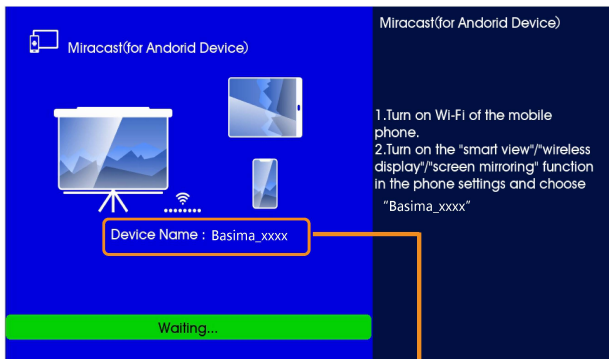 Miracast(for Andorid Device)
Device Name : Basima_xxxx
Waiting...
Miracast(for Andorid Device)
1.Turn on Wi-Fi of the mobile
phone.
2.Turn on the "smart view"/"wireless
display"/"screen mirroring" function
in the phone settings and choose
“Basima_xxxx”